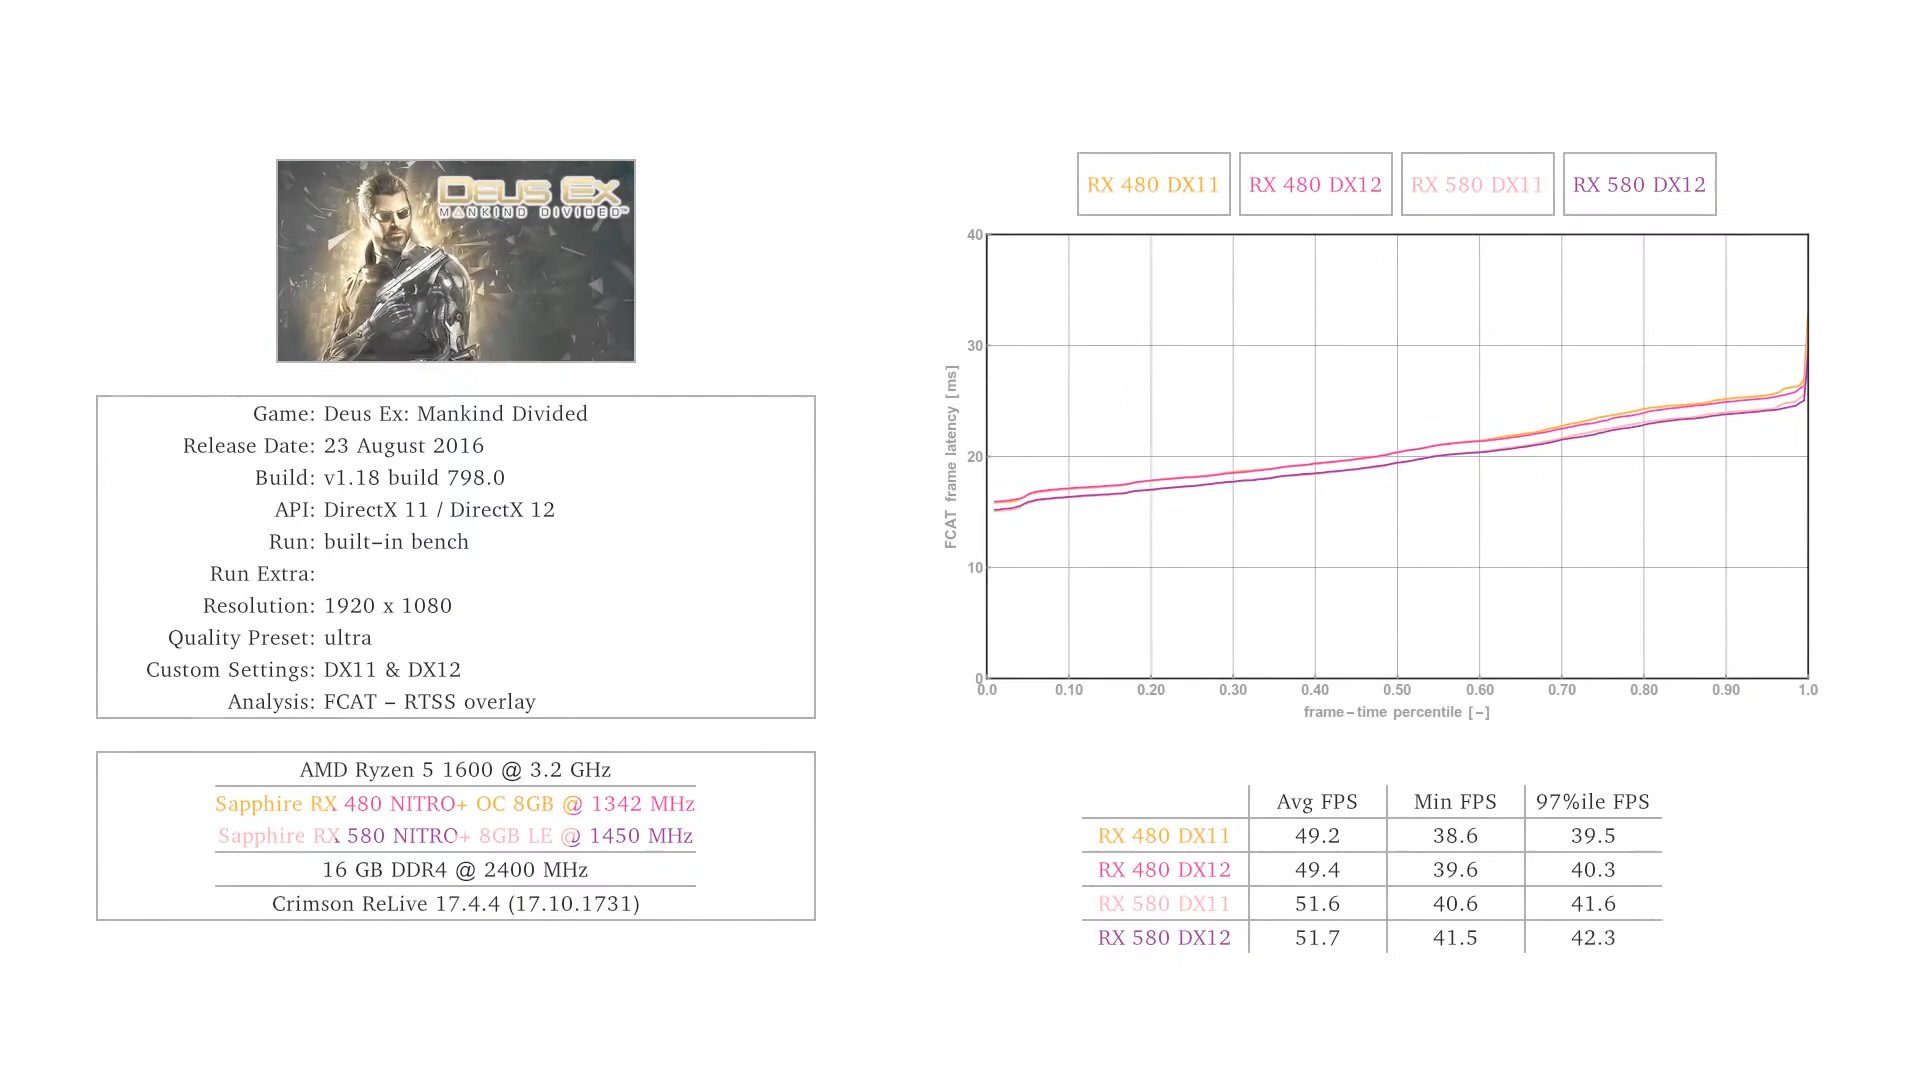 DEUS EX
MANKIND DIVIDED™
Game: Deus Ex: Mankind Divided
Release Date: 23 August 2016
Build: v1.18 build 798.0
API: DirectX 11 / DirectX 12
Run: built-in bench
Run Extra:
Resolution: 1920 x 1080
Quality Preset: ultra
Custom Settings: DX11 & DX12
Analysis: FCAT - RTSS overlay
AMD Ryzen 5 1600 @ 3.2 GHz
Sapphire RX 480 NITRO+ OC 8GB @ 1342 MHz
Sapphire RX 580 NITRO+ 8GB LE @ 1450 MHz
16 GB DDR4 @ 2400 MHz
Crimson ReLive 17.4.4 (17.10.1731)
RX 480 DX11 RX 480 DX12 RX 580 DX11 RX 580 DX12
FCAT frame latency [ms]
40
30
20
10
0
0.0 0.10 0.20 0.30 0.40 0.50 0.60 0.70 0.80 0.90 1.0
frame-time percentile [-]
Avg FPS Min FPS 97%ile FPS
RX 480 DX11 49.2 38.6 39.5
RX 480 DX12 49.4 39.6 40.3
RX 580 DX11 51.6 40.6 41.6
RX 580 DX12 51.7 41.5 42.3